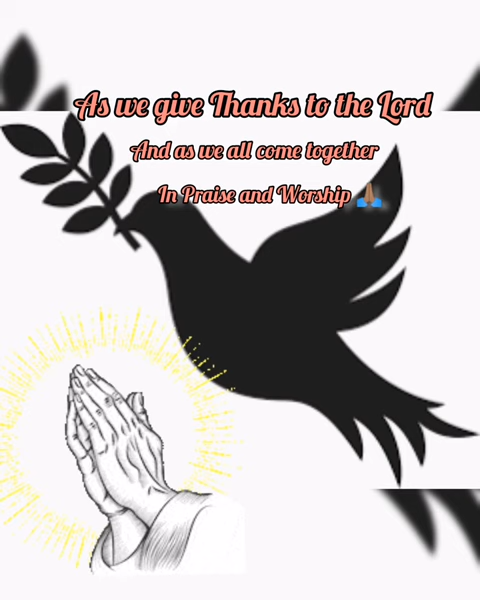 As we give Thanks to the Lord
And as we all come together
In Praise and Worship 🙏🏽